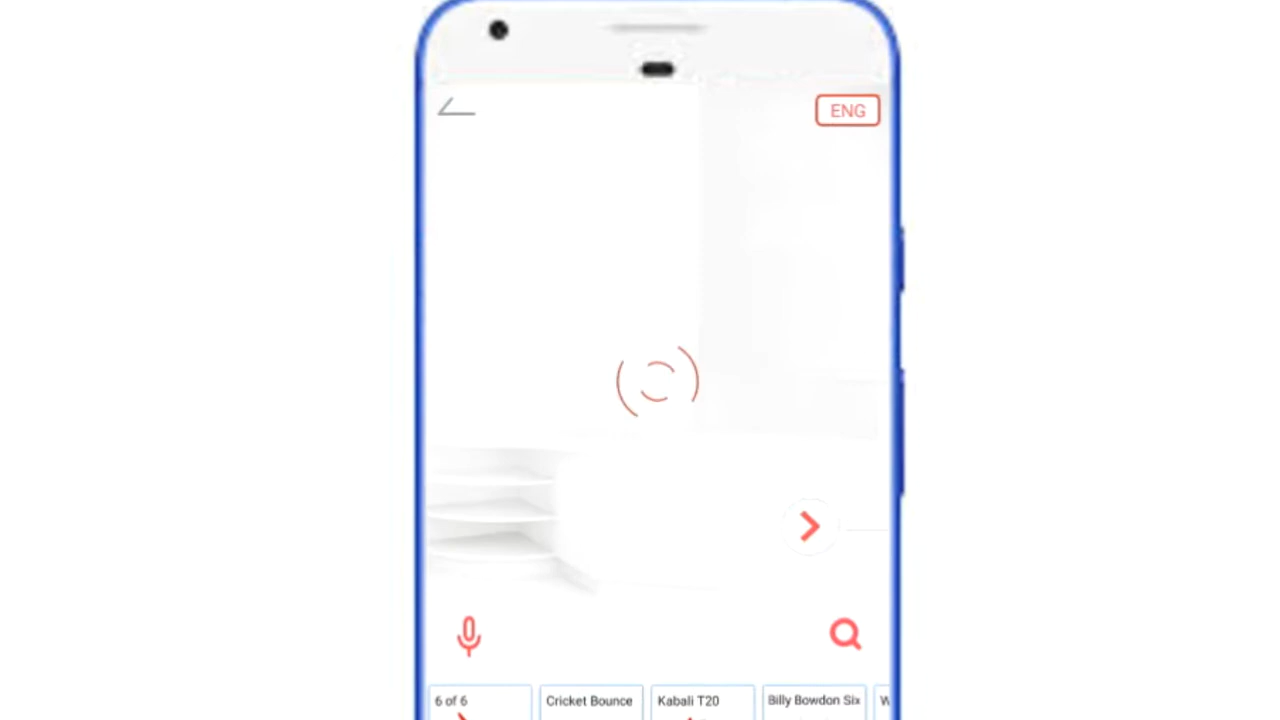 ENG
6 of 6
Cricket Bounce
Kabali T20
Billy Bowdon Six